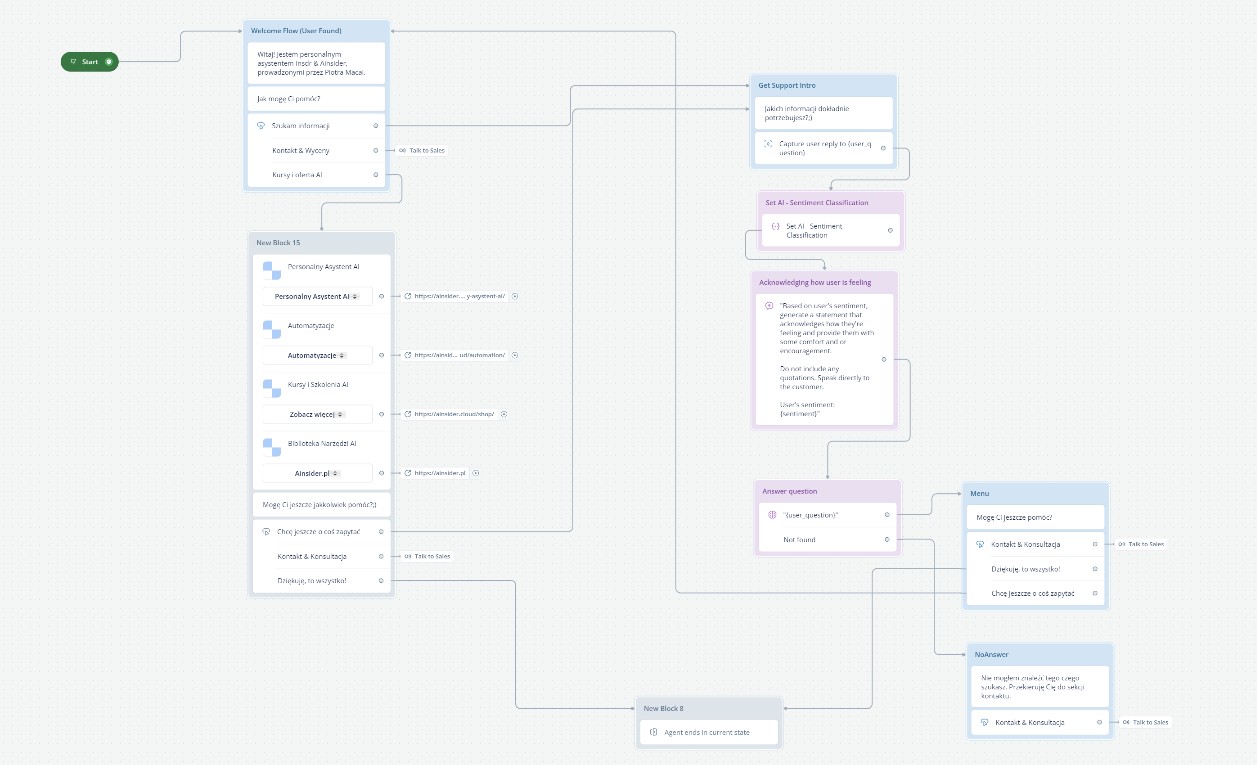 Start
Welcome Flow (User Found)
Witaj! Jestem personalnym
asystentem Insdr & Ainsider,
prowadzonymi przez Piotra Macai.
Jak mogę Ci pomóc?
Szukam informacji
Kontakt & Wyceny
Talk to Sales
Kursy i oferta AI
New Block 15
Personalny Asystent AI
Personalny Asystent AI
https://ainsider.... y-asystent-ai/
Automatyzacje
Automatyzacje
https://ainsid... ud/automation/
Kursy i Szkolenia AI
Zobacz więcej
https://ainsider.cloud/shop/
Biblioteka Narzędzi AI
Ainsider.pl
https://ainsider.pl
Mogę Ci jeszcze jakkolwiek pomóc?;)
Chcę jeszcze o coś zapytać
Kontakt & Konsultacja
Talk to Sales
Dziękuję, to wszystko!
Get Support Intro
Jakich informacji dokładnie
potrzebujesz?;)
Capture user reply to {user_q
uestion}
Set AI - Sentiment Classification
Set AI - Sentiment
Classification
Acknowledging how user is feeling
"Based on user's sentiment,
generate a statement that
acknowledges how they're
feeling and provide them with
some comfort and or
encouragement.
Do not include any
quotations. Speak directly to
the customer.
User's sentiment:
{sentiment}"
Answer question
"{user_question}"
Not found
Menu
Mogę Ci jeszcze pomóc?
Kontakt & Konsultacja
Talk to Sales
Dziękuję, to wszystko!
Chcę jeszcze o coś zapytać
NoAnswer
Nie mogłem znaleźć tego czego
szukasz. Przekieruję Cię do sekcji
kontaktu.
Kontakt & Konsultacja
Talk to Sales
New Block 8
Agent ends in current state